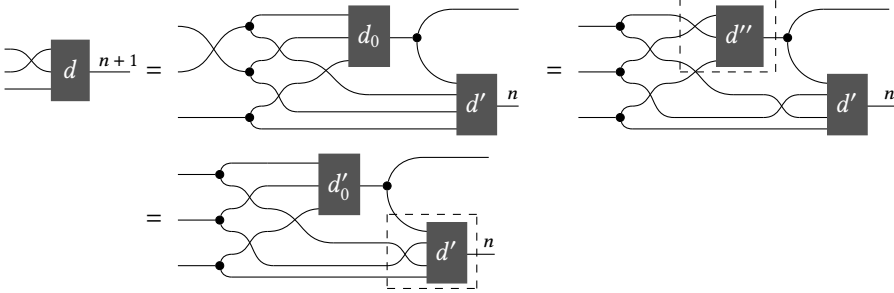 d n + 1 = d₀ d′ n = d′′ d′ n
= d′₀ d′ n